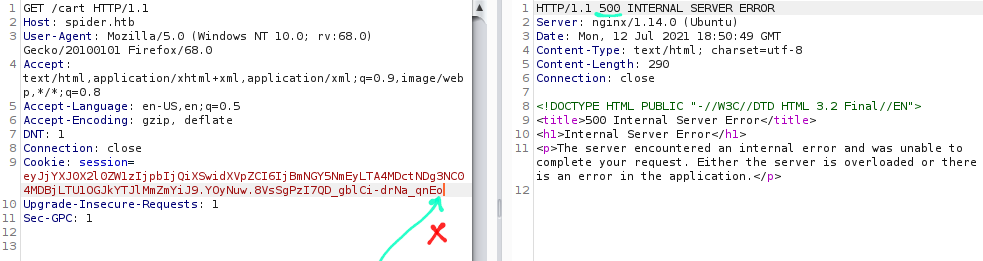 1 GET /cart HTTP/1.1
2 Host: spider.htb
3 User-Agent: Mozilla/5.0 (Windows NT 10.0; rv:68.0)
Gecko/20100101 Firefox/68.0
4 Accept:
text/html,application/xhtml+xml,application/xml;q=0.9,image/web
p,*/*;q=0.8
5 Accept-Language: en-US,en;q=0.5
6 Accept-Encoding: gzip, deflate
7 DNT: 1
8 Connection: close
9 Cookie: session=
eyJjYXJ0X2l0ZW1zIjpbIjQiXSwidXVpZCI6IjBmNGY5NmEyLTA4MDctNDg3NC0
4MDBjLTU1OGJkYTJlMmZmYiJ9.YOyNuw.8VsSgPzI7QD_gblCi-drNa_qnEo
10 Upgrade-Insecure-Requests: 1
11 Sec-GPC: 1
12
13
1 HTTP/1.1 500 INTERNAL SERVER ERROR
2 Server: nginx/1.14.0 (Ubuntu)
3 Date: Mon, 12 Jul 2021 18:50:49 GMT
4 Content-Type: text/html; charset=utf-8
5 Content-Length: 290
6 Connection: close
7
8 <!DOCTYPE HTML PUBLIC "-//W3C//DTD HTML 3.2 Final//EN">
9 <title>500 Internal Server Error</title>
10 <h1>Internal Server Error</h1>
11 <p>The server encountered an internal error and was unable to
complete your request. Either the server is overloaded or there
is an error in the application.</p>
12